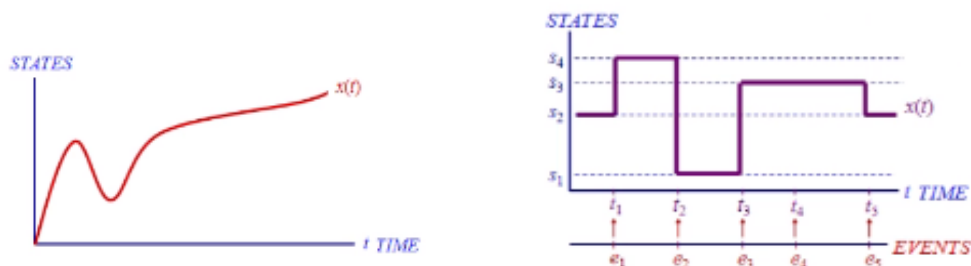 STATES
x(t)
t TIME
STATES
s4
s3
s2
s1
x(t)
t TIME
t1 t2 t3 t4 t5
EVENTS
e1 e2 e3 e4 e5